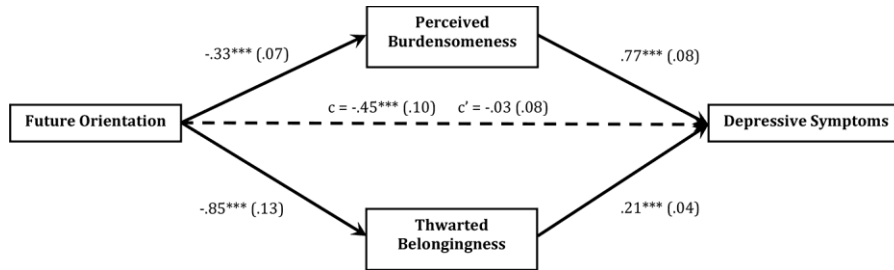 Perceived
Burdensomeness
-.33*** (.07)
.77*** (.08)
c = -.45*** (.10) c’ = -.03 (.08)
Future Orientation
Depressive Symptoms
-.85*** (.13)
.21*** (.04)
Thwarted
Belongingness